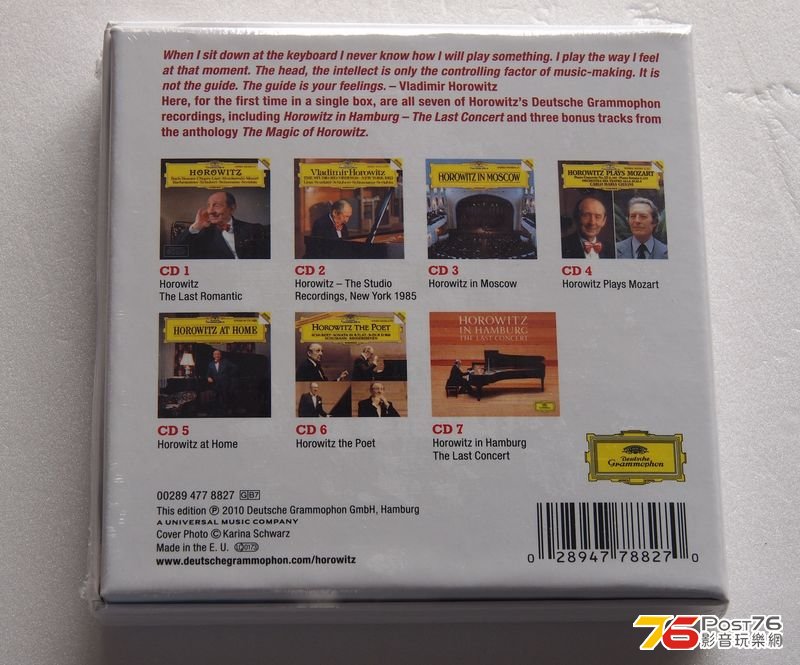 When I sit down at the keyboard I never know how I will play something. I play the way I feel
at that moment. The head, the intellect is only the controlling factor of music-making. It is
not the guide. The guide is your feelings. – Vladimir Horowitz
Here, for the first time in a single box, are all seven of Horowitz's Deutsche Grammophon
recordings, including Horowitz in Hamburg – The Last Concert and three bonus tracks from
the anthology The Magic of Horowitz.
HOROWITZ
Vladimir Horowitz
HOROWITZ IN MOSCOW
HOROWITZ PLAYS MOZART
CARLO MARIA GIULINI
CD 1
Horowitz
The Last Romantic
CD 2
Horowitz – The Studio
Recordings, New York 1985
CD 3
Horowitz in Moscow
CD 4
Horowitz Plays Mozart
HOROWITZ AT HOME
HOROWITZ THE POET
HOROWITZ
IN HAMBURG
THE LAST CONCERT
CD 5
Horowitz at Home
CD 6
Horowitz the Poet
CD 7
Horowitz in Hamburg
The Last Concert
Deutsche
Grammophon
00289 477 8827 GB7
This edition ℗ 2010 Deutsche Grammophon GmbH, Hamburg
A UNIVERSAL MUSIC COMPANY
Cover Photo © Karina Schwarz
Made in the E. U. LC 0173
www.deutschegrammophon.com/horowitz
0 28947 78827 0
76 POST76
影音玩樂網